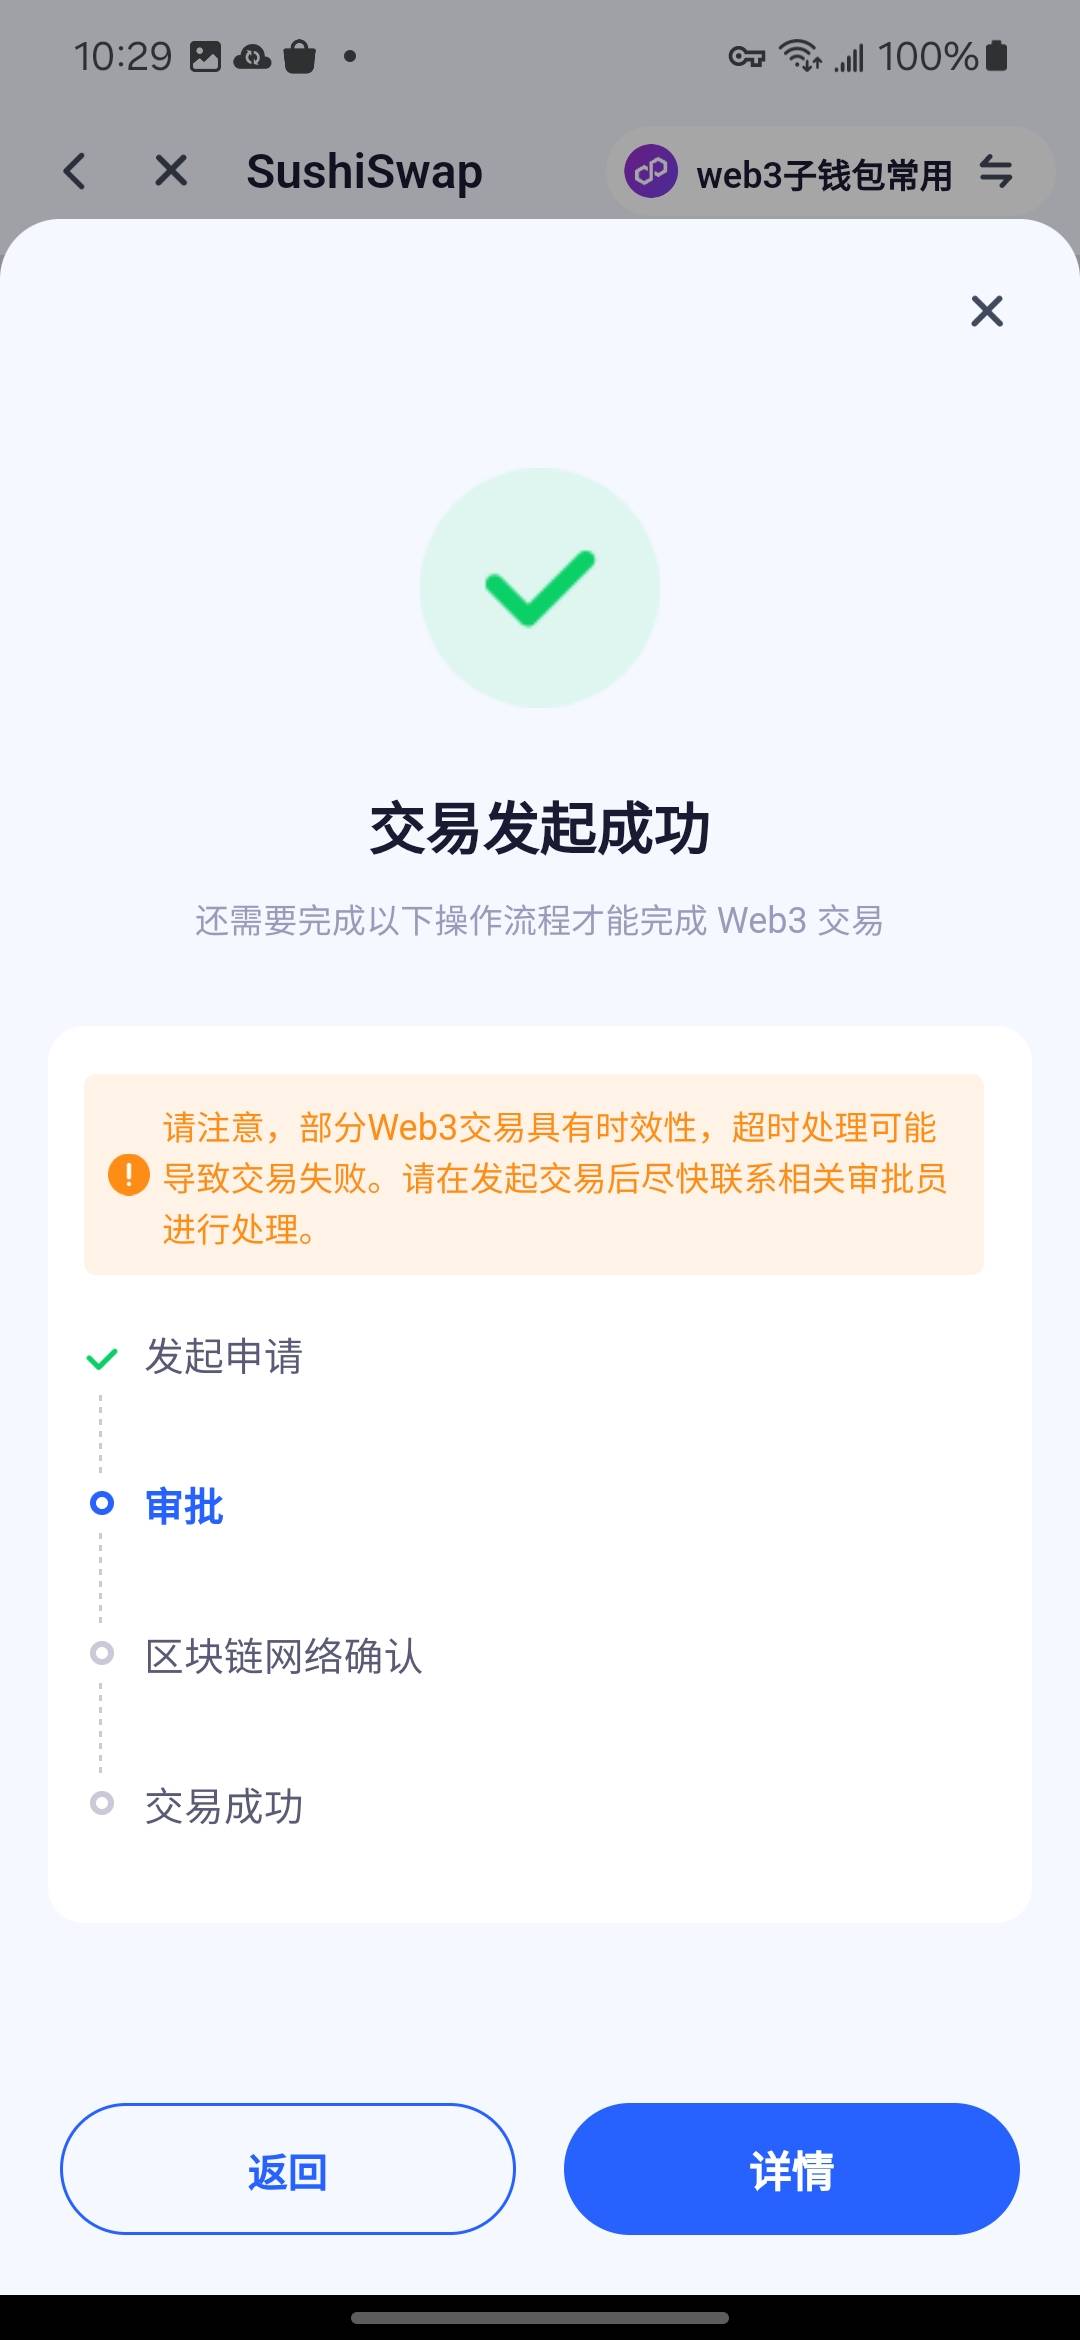 10:29
100%
SushiSwap
web3子钱包常用
交易发起成功
还需要完成以下操作流程才能完成 Web3 交易
请注意，部分Web3交易具有时效性，超时处理可能
导致交易失败。请在发起交易后尽快联系相关审批员
进行处理。
发起申请
审批
区块链网络确认
交易成功
返回
详情